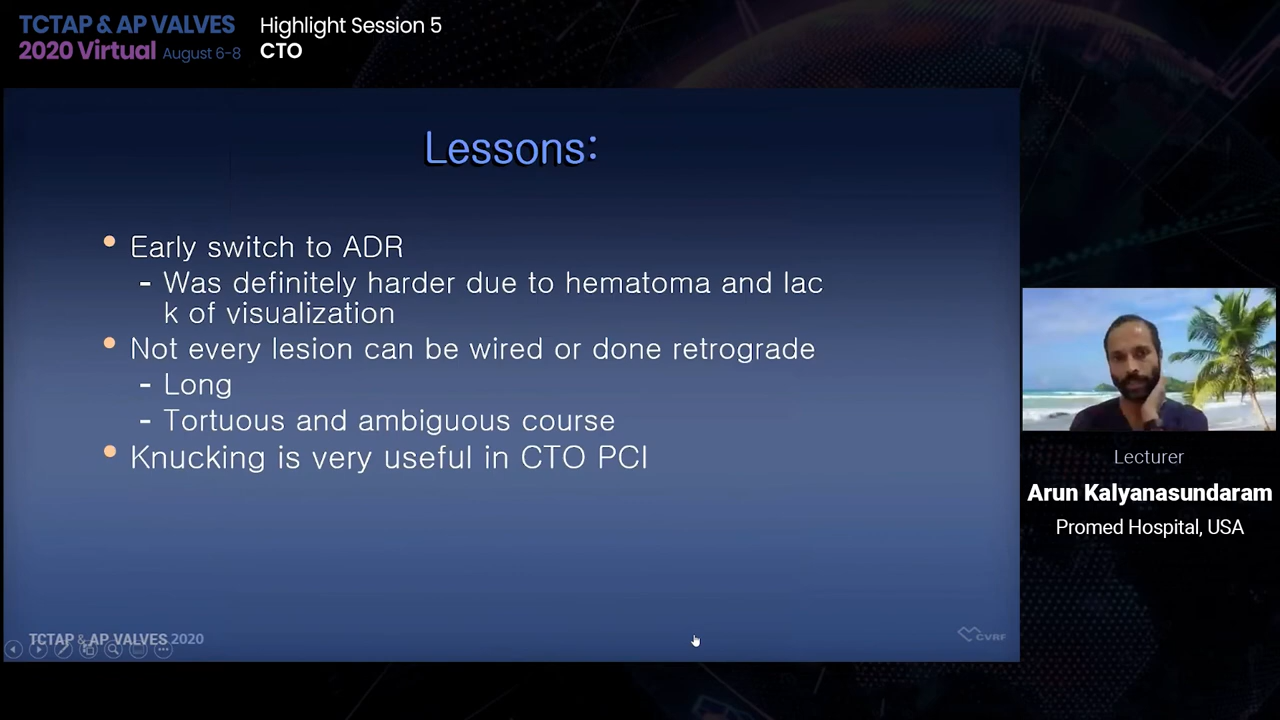 TCTAP & AP VALVES
2020 Virtual August 6-8
Highlight Session 5
CTO
Lessons:
• Early switch to ADR
- Was definitely harder due to hematoma and lac
k of visualization
• Not every lesion can be wired or done retrograde
- Long
- Tortuous and ambiguous course
• Knucking is very useful in CTO PCI
TCTAP & AP VALVES 2020
CVRF
Lecturer
Arun Kalyanasundaram
Promed Hospital, USA